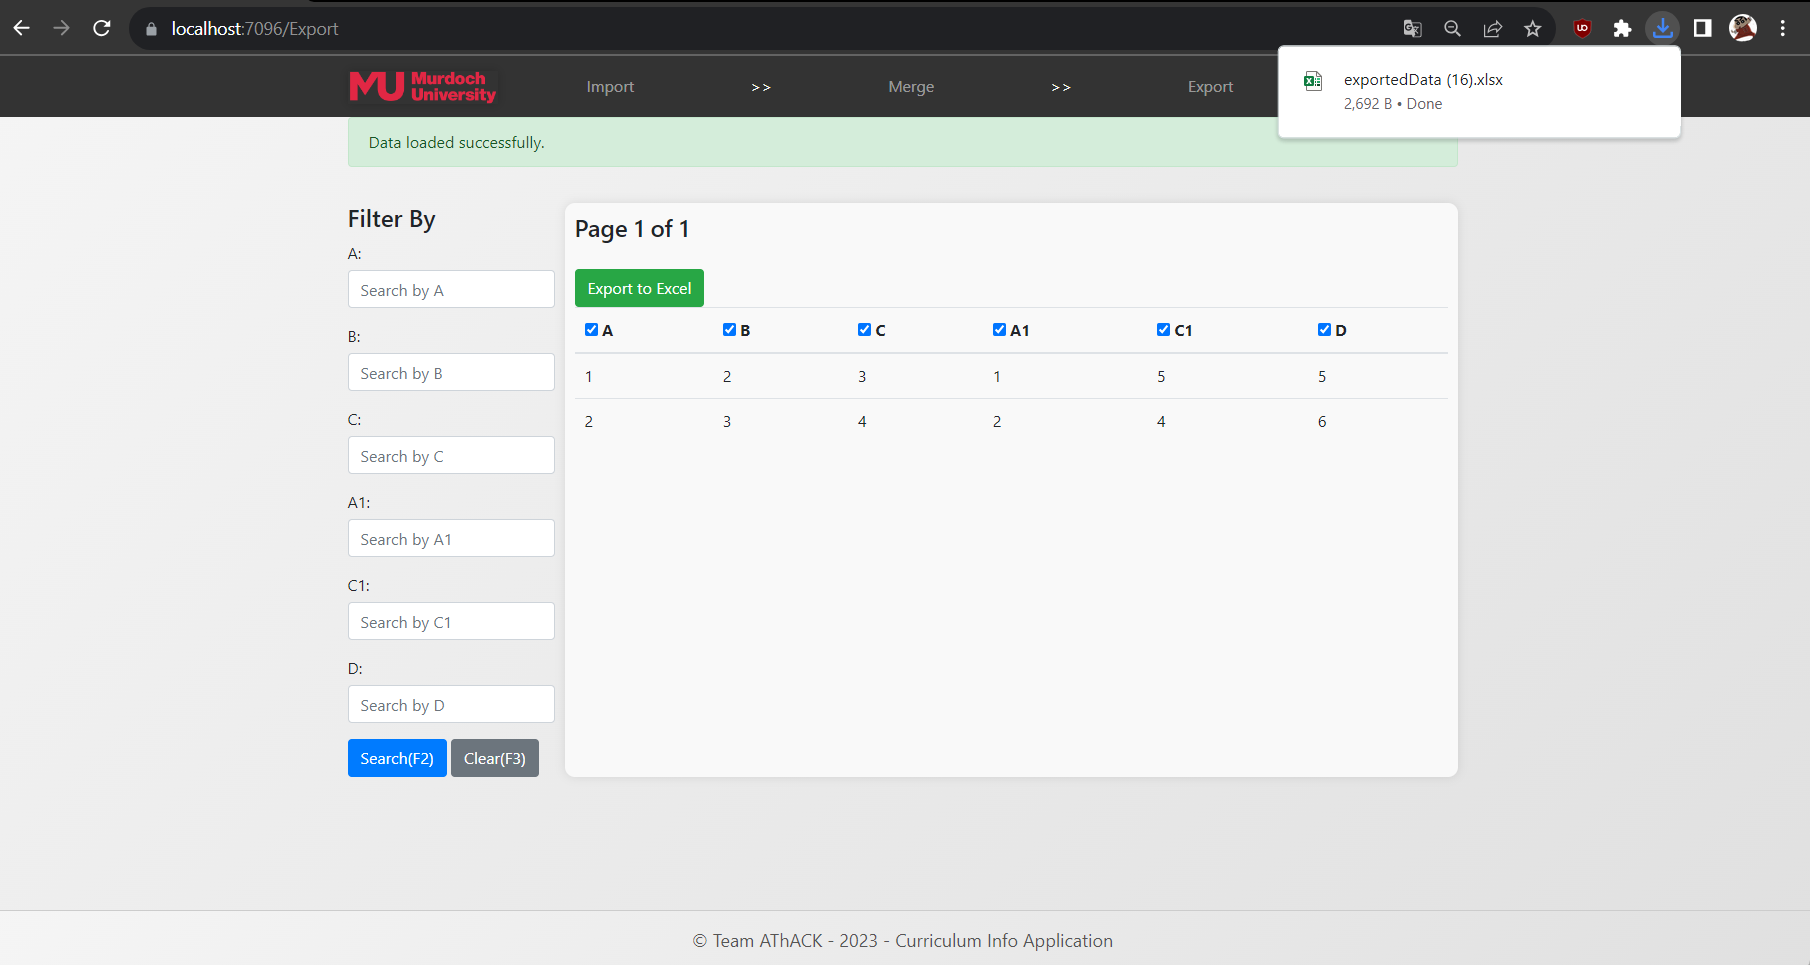 localhost:7096/Export
exportedData (16).xlsx
2,692 B • Done
MU Murdoch
University
Import >> Merge >> Export
Data loaded successfully.
Filter By
A:
Search by A
B:
Search by B
C:
Search by C
A1:
Search by A1
C1:
Search by C1
D:
Search by D
Search(F2) Clear(F3)
Page 1 of 1
Export to Excel
A B C A1 C1 D
1 2 3 1 5 5
2 3 4 2 4 6
© Team AThACK - 2023 - Curriculum Info Application